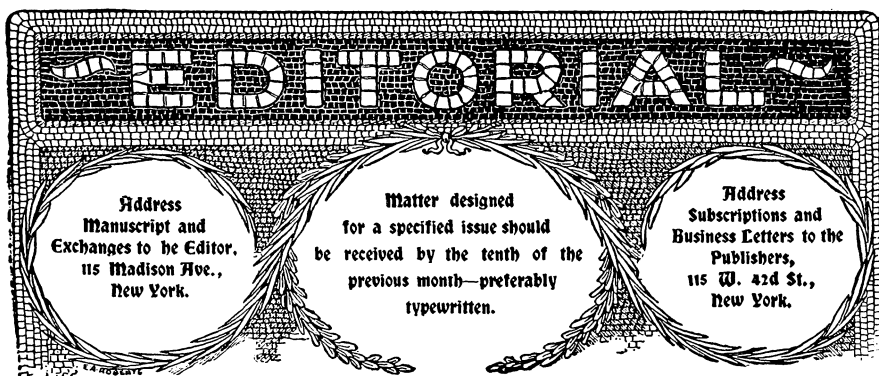 EDITORIAL
Address
Manuscript and
Exchanges to he Editor,
115 Madison Ave.,
New York.
Matter designed
for a specified issue should
be received by the tenth of the
previous month—preferably
typewritten.
Address
Subscriptions and
Business Letters to the
Publishers,
115 W. 42d St.,
New York.
E.A. ROBERTS